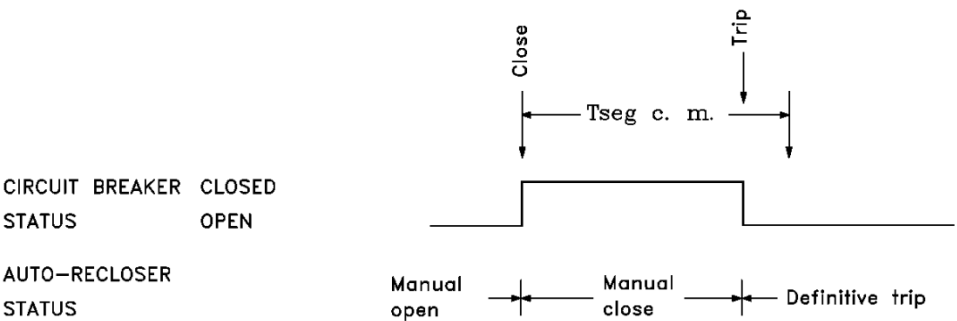 Close
Trip
Tseg c. m.
CIRCUIT BREAKER CLOSED
STATUS OPEN
AUTO-RECLOSER
STATUS
Manual
open
Manual
close
Definitive trip